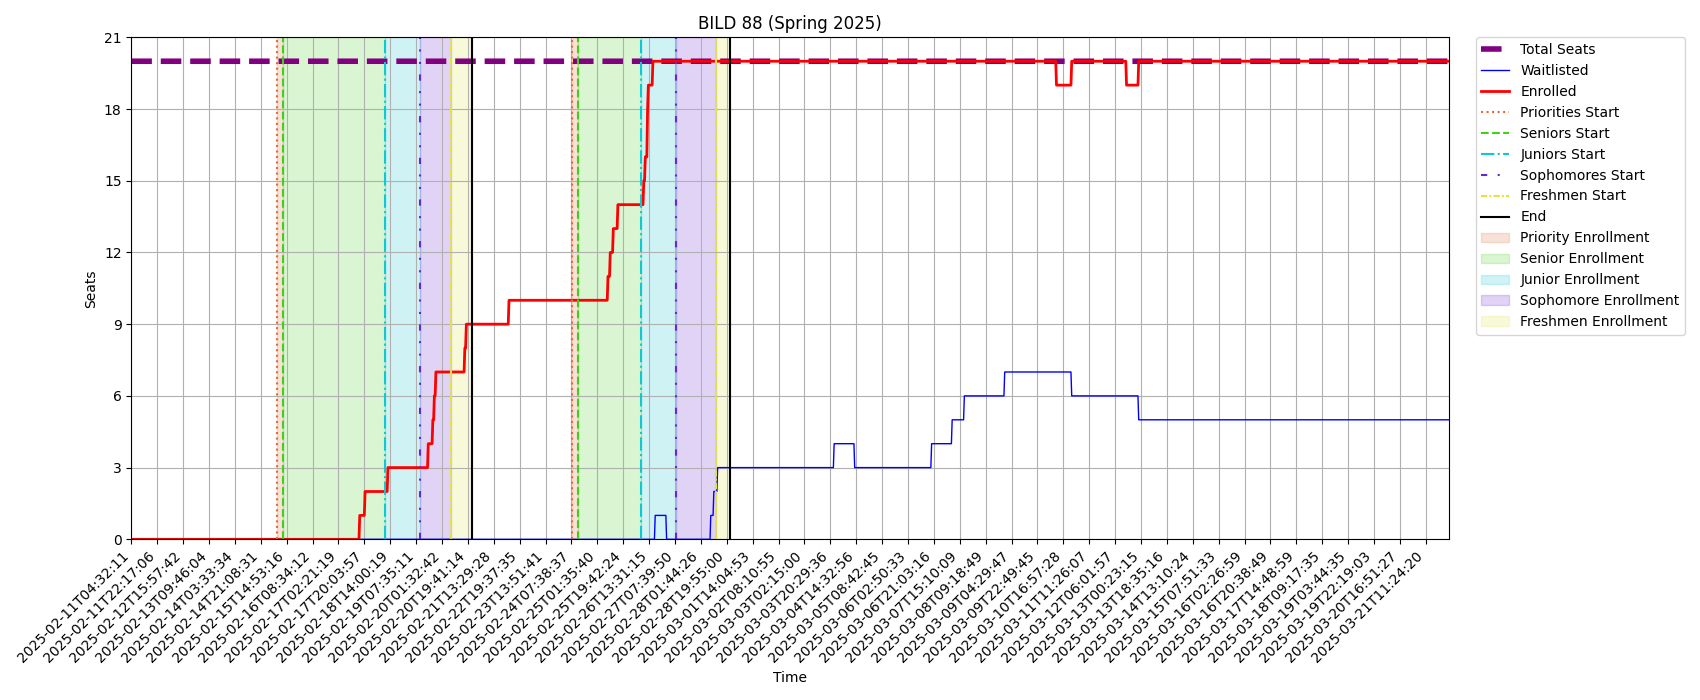 BILD 88 (Spring 2025)
Seats
21
18
15
12
9
6
3
0
2025-02-11T04:32:11
2025-02-11T22:17:06
2025-02-12T15:57:42
2025-02-13T09:46:04
2025-02-14T03:33:34
2025-02-14T21:08:31
2025-02-15T14:53:16
2025-02-16T08:34:12
2025-02-17T02:21:19
2025-02-17T20:03:57
2025-02-18T14:00:19
2025-02-19T07:35:11
2025-02-20T01:32:42
2025-02-20T19:41:14
2025-02-21T13:29:28
2025-02-22T19:37:35
2025-02-23T13:51:41
2025-02-24T07:38:37
2025-02-25T01:35:40
2025-02-25T19:42:24
2025-02-26T13:31:15
2025-02-27T07:39:50
2025-02-28T01:44:26
2025-02-28T19:55:00
2025-03-01T14:04:53
2025-03-02T08:10:55
2025-03-03T02:15:00
2025-03-03T20:29:36
2025-03-04T14:32:56
2025-03-05T08:42:45
2025-03-06T02:50:33
2025-03-06T21:03:16
2025-03-07T15:10:09
2025-03-08T09:18:49
2025-03-09T04:29:47
2025-03-09T22:49:45
2025-03-10T16:57:28
2025-03-11T11:26:07
2025-03-12T06:01:57
2025-03-13T00:23:15
2025-03-13T18:35:16
2025-03-14T13:10:24
2025-03-15T07:51:33
2025-03-16T02:26:59
2025-03-16T20:38:49
2025-03-17T14:48:59
2025-03-18T09:17:35
2025-03-19T03:44:35
2025-03-19T22:19:03
2025-03-20T16:51:27
2025-03-21T11:24:20
Time
Total Seats
Waitlisted
Enrolled
Priorities Start
Seniors Start
Juniors Start
Sophomores Start
Freshmen Start
End
Priority Enrollment
Senior Enrollment
Junior Enrollment
Sophomore Enrollment
Freshmen Enrollment